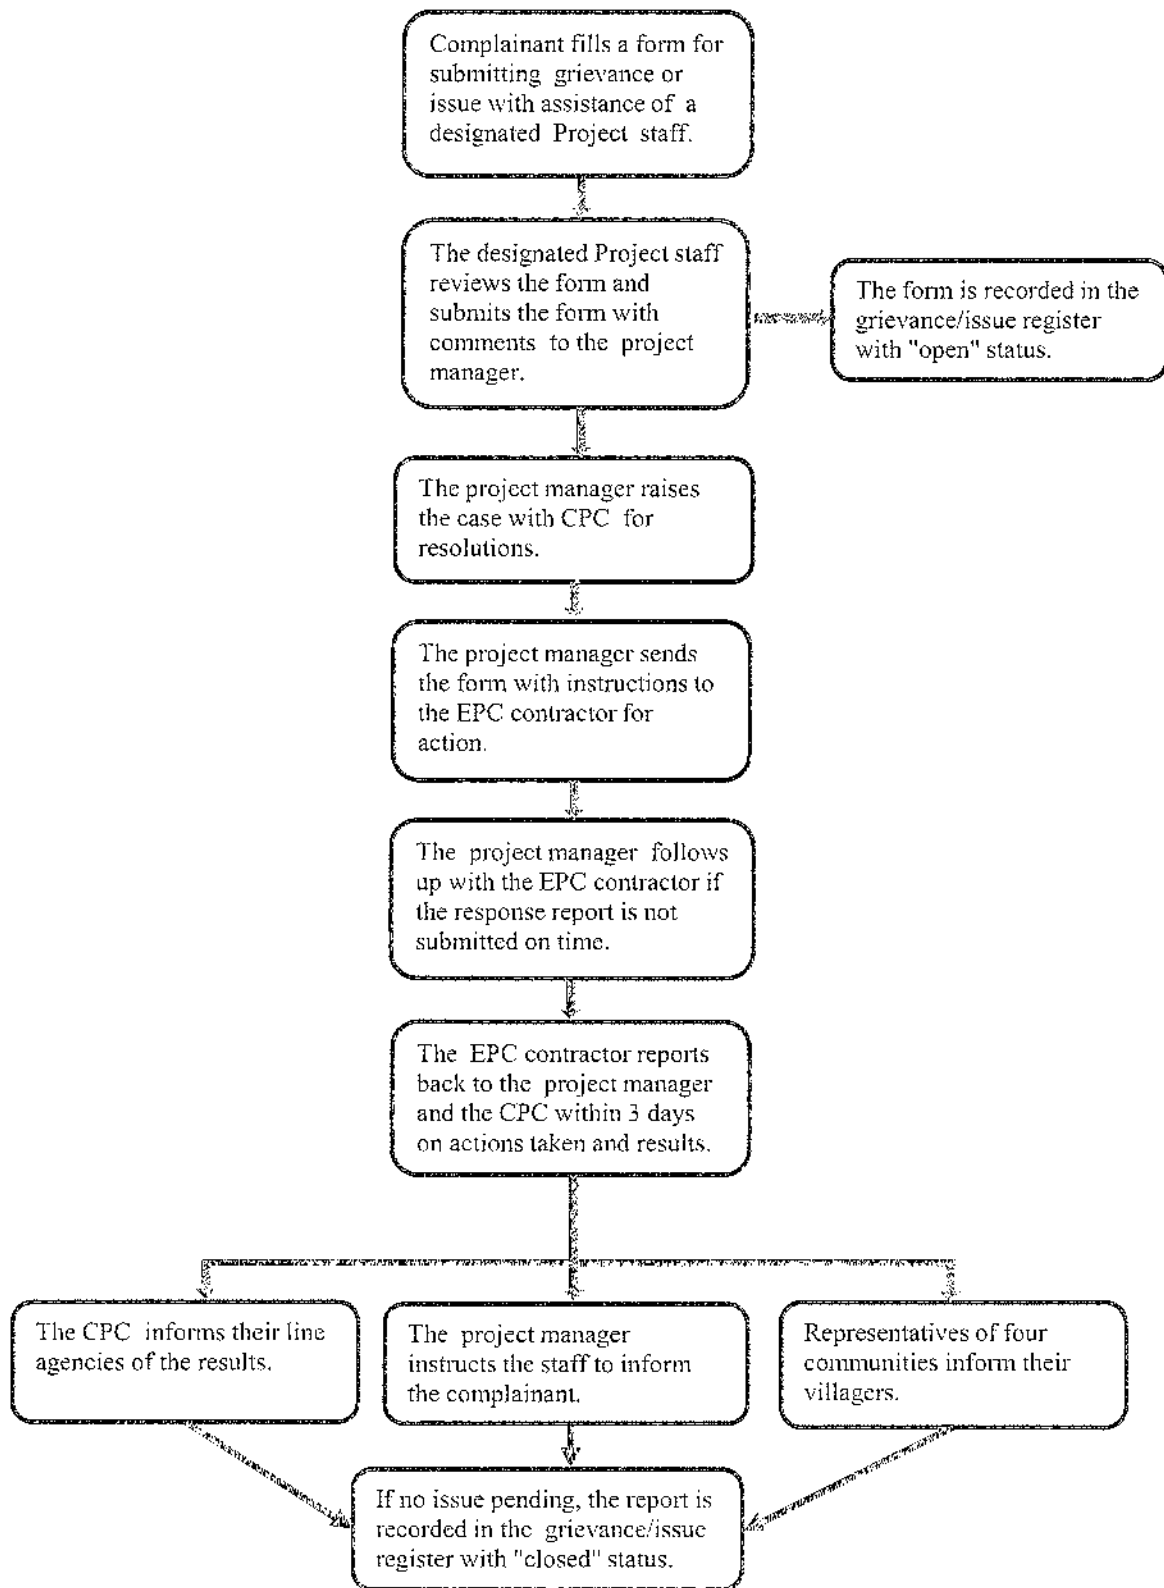 Complainant fills a form for
submitting grievance or
issue with assistance of a
designated Project staff.
The designated Project staff
reviews the form and
submits the form with
comments to the project
manager.
The form is recorded in the
grievance/issue register
with "open" status.
The project manager raises
the case with CPC for
resolutions.
The project manager sends
the form with instructions to
the EPC contractor for
action.
The project manager follows
up with the EPC contractor if
the response report is not
submitted on time.
The EPC contractor reports
back to the project manager
and the CPC within 3 days
on actions taken and results.
The CPC informs their line
agencies of the results.
The project manager
instructs the staff to inform
the complainant.
Representatives of four
communities inform their
villagers.
If no issue pending, the report is
recorded in the grievance/issue
register with "closed" status.